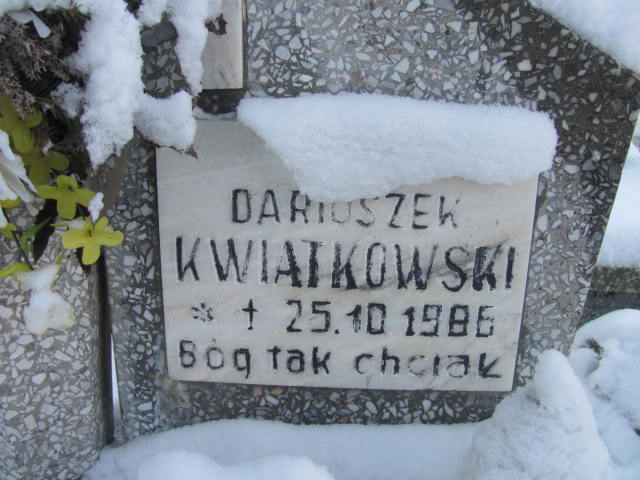 DARIUSZEK
KWIATKOWSKI
* † 25.10 1986
Bóg tak chciał